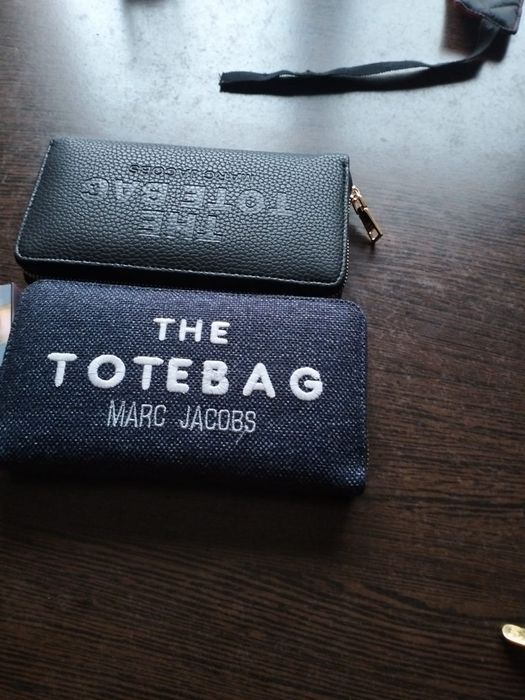 THE
TOTE BAG
MARC JACOBS
THE
TOTEBAG
MARC JACOBS